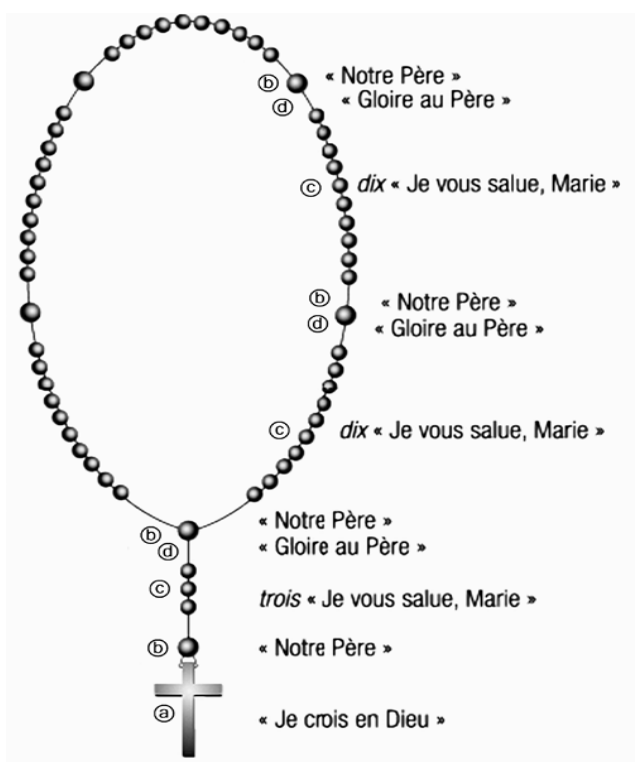 ⓑ « Notre Père »
ⓓ « Gloire au Père »
ⓒ dix « Je vous salue, Marie »
ⓑ « Notre Père »
ⓓ « Gloire au Père »
ⓒ dix « Je vous salue, Marie »
ⓑ « Notre Père »
ⓓ « Gloire au Père »
ⓒ trois « Je vous salue, Marie »
ⓑ « Notre Père »
ⓐ « Je crois en Dieu »